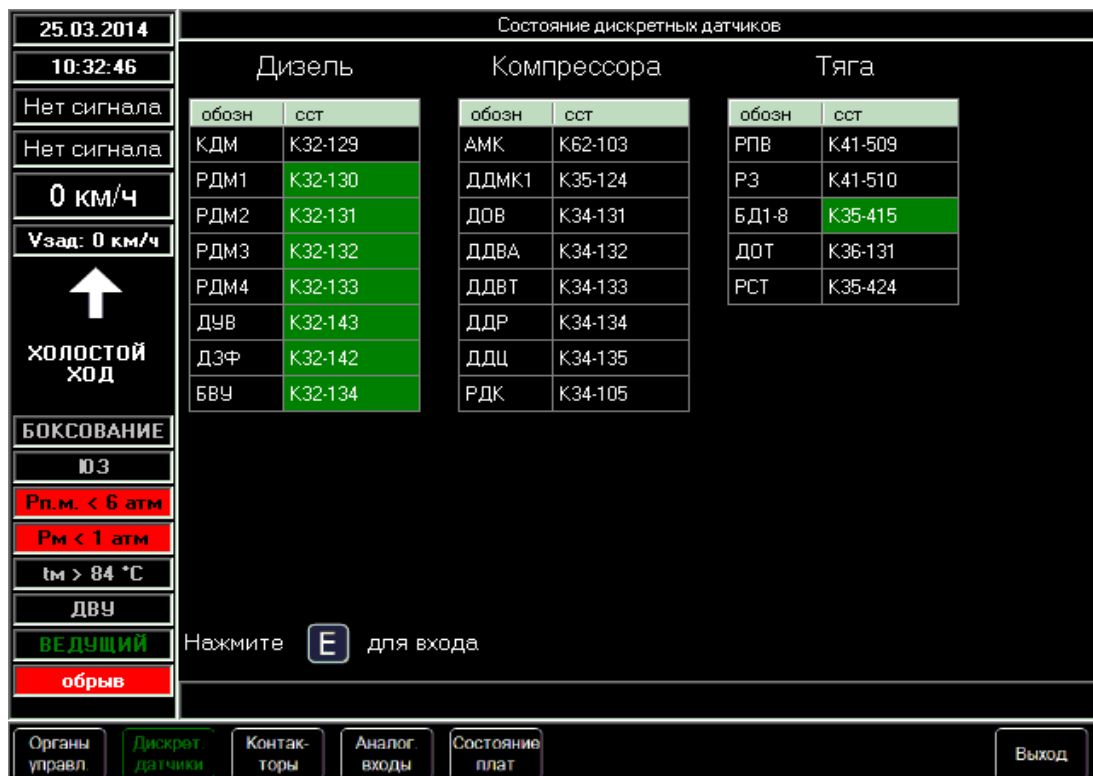 25.03.2014
10:32:46
Нет сигнала
Нет сигнала
0 км/ч
Vзад: 0 км/ч
ХОЛОСТОЙ
ХОД
БОКСОВАНИЕ
ЮЗ
Рп.м. < 6 атм
Рм < 1 атм
tм > 84 °C
ДВУ
ВЕДУЩИЙ
обрыв
Состояние дискретных датчиков
Дизель
обозн сст
КДМ К32-129
РДМ1 К32-130
РДМ2 К32-131
РДМ3 К32-132
РДМ4 К32-133
ДУВ К32-143
ДЗФ К32-142
БВУ К32-134
Компрессора
обозн сст
АМК К62-103
ДДМК1 К35-124
ДОВ К34-131
ДДВА К34-132
ДДВТ К34-133
ДДР К34-134
ДДЦ К34-135
РДК К34-105
Тяга
обозн сст
РПВ К41-509
РЗ К41-510
БД1-8 К35-415
ДОТ К36-131
РСТ К35-424
Нажмите E для входа
Органы
управл.
Дискрет.
датчики
Контак-
торы
Аналог.
входы
Состояние
плат
Выход